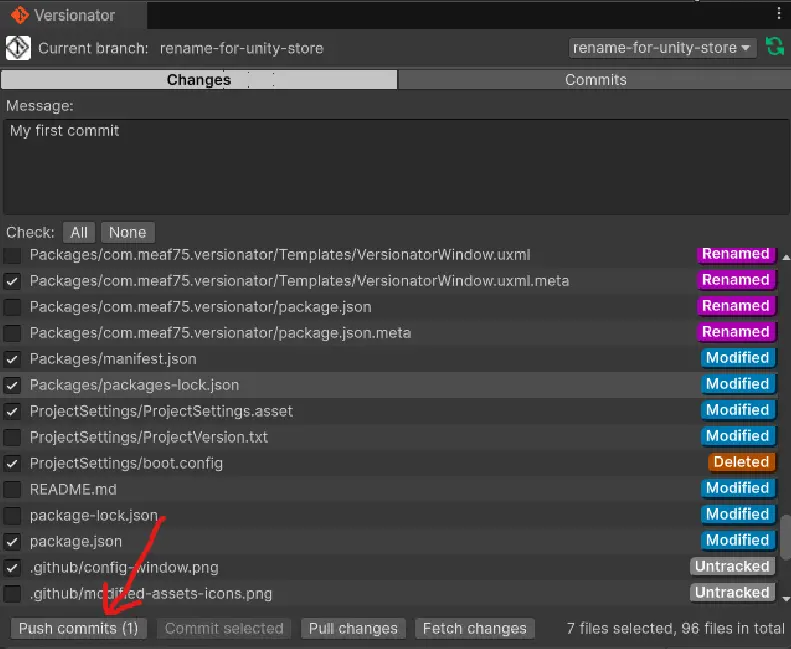 Versionator
Current branch: rename-for-unity-store rename-for-unity-store
Changes Commits
Message:
My first commit
Check: All None
Packages/com.meaf75.versionator/Templates/VersionatorWindow.uxml Renamed
Packages/com.meaf75.versionator/Templates/VersionatorWindow.uxml.meta Renamed
Packages/com.meaf75.versionator/package.json Renamed
Packages/com.meaf75.versionator/package.json.meta Renamed
Packages/manifest.json Modified
Packages/packages-lock.json Modified
ProjectSettings/ProjectSettings.asset Modified
ProjectSettings/ProjectVersion.txt Modified
ProjectSettings/boot.config Deleted
README.md Modified
package-lock.json Modified
package.json Modified
.github/config-window.png Untracked
.github/modified-assets-icons.png Untracked
Push commits (1) Commit selected Pull changes Fetch changes 7 files selected, 96 files in total